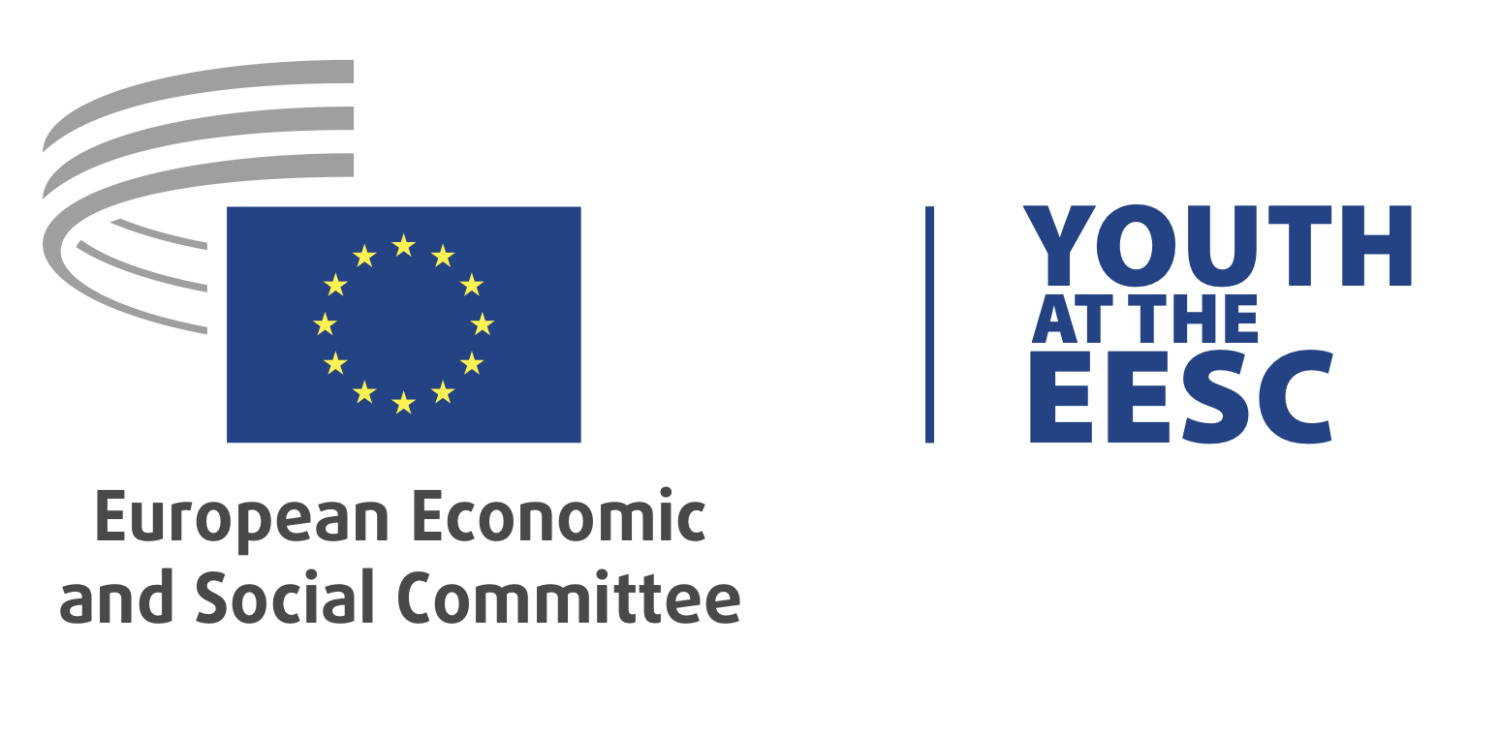 European Economic
and Social Committee
YOUTH
AT THE
EESC